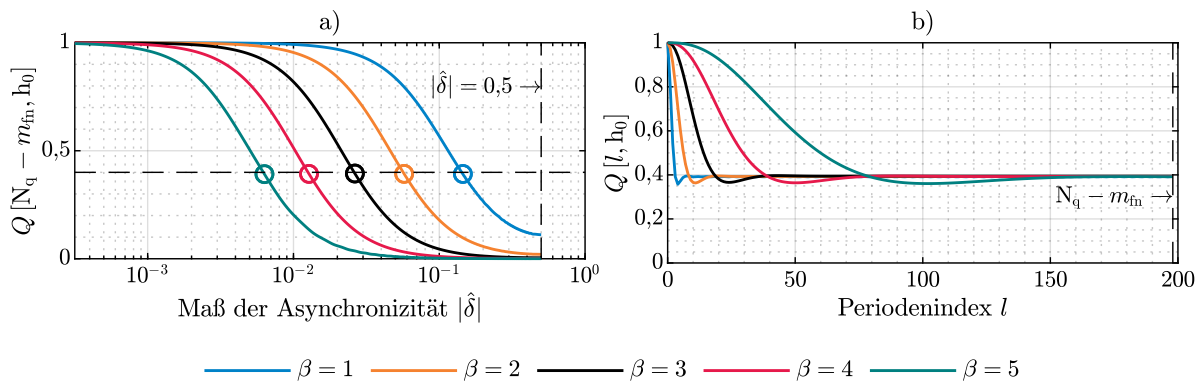 a)
Q [N_q − m_fn, h_0]
1
0,5
0
|δ̂| = 0,5 →
10^−3
10^−2
10^−1
10^0
Maß der Asynchronizität |δ̂|
b)
Q [l, h_0]
1
0,8
0,6
0,4
0,2
0
N_q − m_fn →
0
50
100
150
200
Periodenindex l
β = 1
β = 2
β = 3
β = 4
β = 5